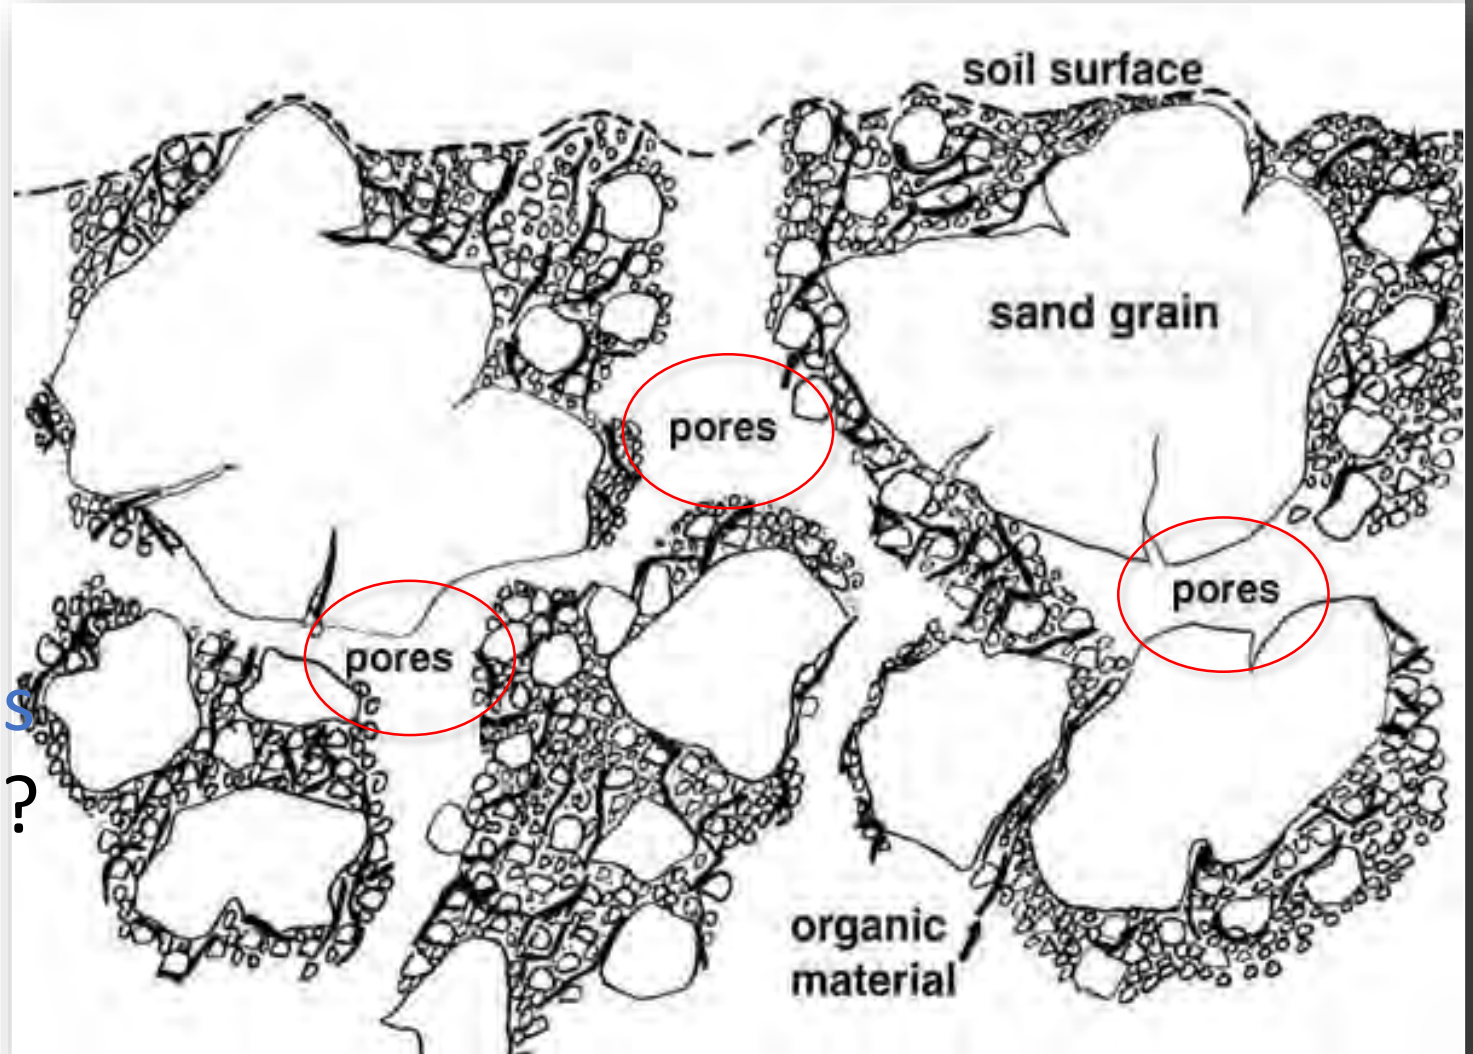 soil surface
sand grain
pores
pores
pores
s
?
organic
material